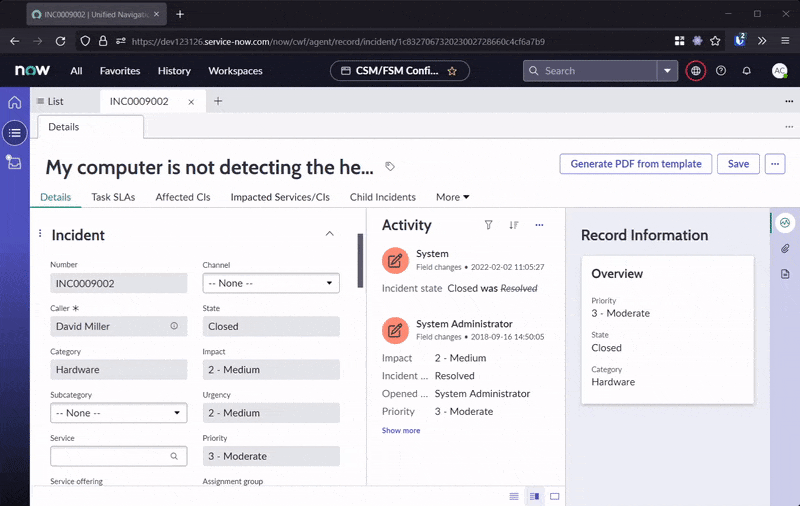 INC0009002 | Unified Navigati
https://dev123126.service-now.com/now/cwf/agent/record/incident/1c832706732023002728660c4cf6a7b9
2
now
All
Favorites
History
Workspaces
CSM/FSM Confi...
Search
AC
List
INC0009002
Details
My computer is not detecting the he...
Generate PDF from template
Save
Details
Task SLAs
Affected CIs
Impacted Services/CIs
Child Incidents
More
Incident
Number
INC0009002
Channel
-- None --
Caller
David Miller
State
Closed
Category
Hardware
Impact
2 - Medium
Subcategory
-- None --
Urgency
2 - Medium
Service
Priority
3 - Moderate
Service offering
Assignment group
Activity
System
Field changes • 2022-02-02 11:05:27
Incident state Closed was Resolved
System Administrator
Field changes • 2018-09-16 14:50:05
Impact 2 - Medium
Incident ... Resolved
Opened ... System Administrator
Priority 3 - Moderate
Show more
Record Information
Overview
Priority
3 - Moderate
State
Closed
Category
Hardware